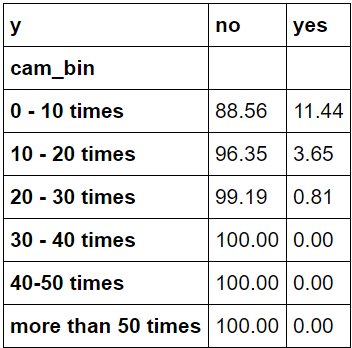 y no yes
cam_bin
0 - 10 times 88.56 11.44
10 - 20 times 96.35 3.65
20 - 30 times 99.19 0.81
30 - 40 times 100.00 0.00
40-50 times 100.00 0.00
more than 50 times 100.00 0.00